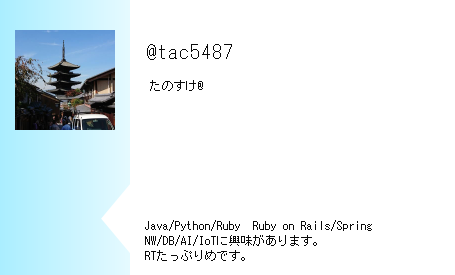 @tac5487
たのすけ@
Java/Python/Ruby  Ruby on Rails/Spring
NW/DB/AI/IoTに興味があります。
RTたっぷりめです。